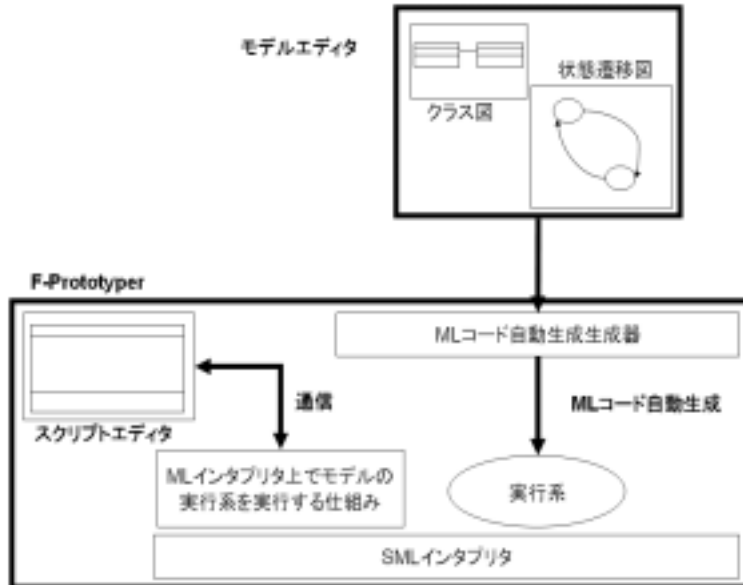 モデルエディタ
状態遷移図
クラス図
F-Prototyper
MLコード自動生成生成器
通信
MLコード自動生成
スクリプトエディタ
MLインタプリタ上でモデルの
実行系を実行する仕組み
実行系
SMLインタプリタ